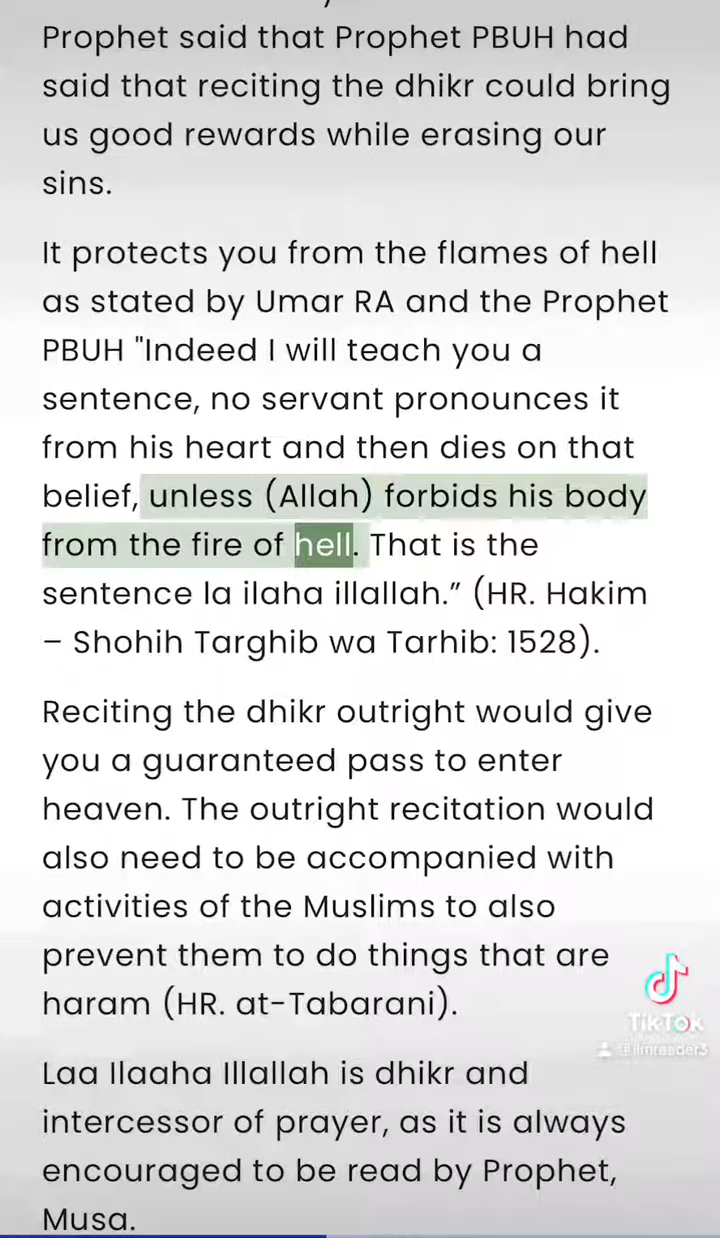 Prophet said that Prophet PBUH had
said that reciting the dhikr could bring
us good rewards while erasing our
sins.
It protects you from the flames of hell
as stated by Umar RA and the Prophet
PBUH "Indeed I will teach you a
sentence, no servant pronounces it
from his heart and then dies on that
belief, unless (Allah) forbids his body
from the fire of hell. That is the
sentence la ilaha illallah.” (HR. Hakim
– Shohih Targhib wa Tarhib: 1528).
Reciting the dhikr outright would give
you a guaranteed pass to enter
heaven. The outright recitation would
also need to be accompanied with
activities of the Muslims to also
prevent them to do things that are
haram (HR. at-Tabarani).
TikTok
Laa Ilaaha Illallah is dhikr and
intercessor of prayer, as it is always
encouraged to be read by Prophet,
Musa.